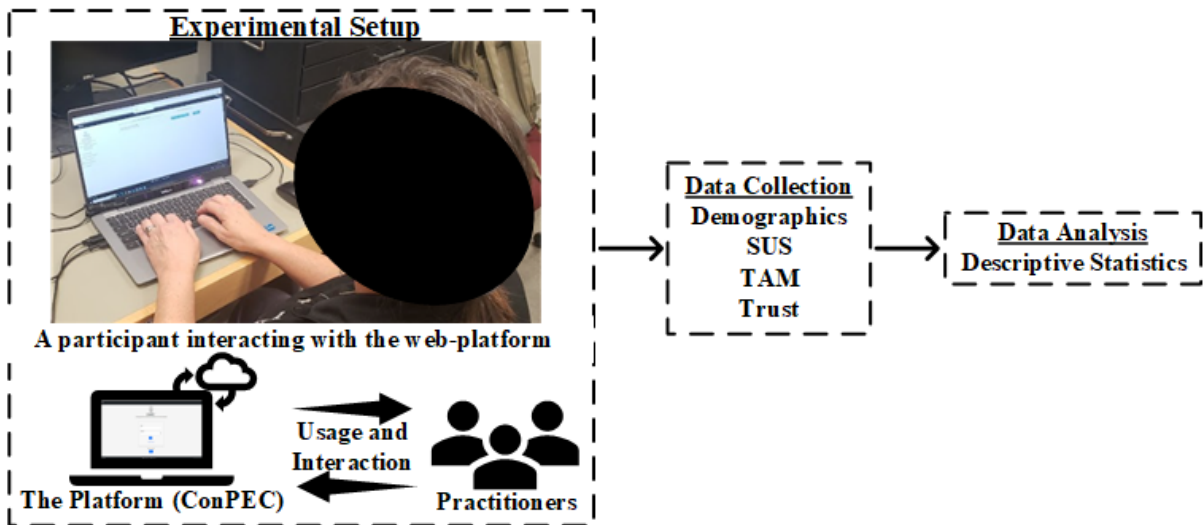 Experimental Setup
A participant interacting with the web-platform
Usage and
Interaction
The Platform (ConPEC)
Practitioners
Data Collection
Demographics
SUS
TAM
Trust
Data Analysis
Descriptive Statistics